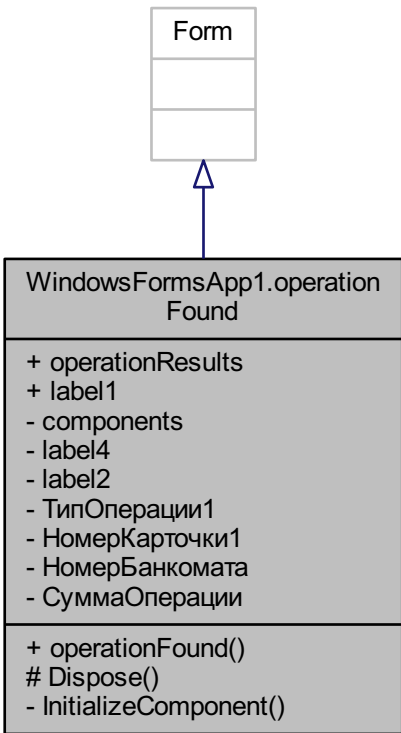 Form
WindowsFormsApp1.operation
Found
+ operationResults
+ label1
- components
- label4
- label2
- ТипОперации1
- НомерКарточки1
- НомерБанкомата
- СуммаОперации
+ operationFound()
# Dispose()
- InitializeComponent()